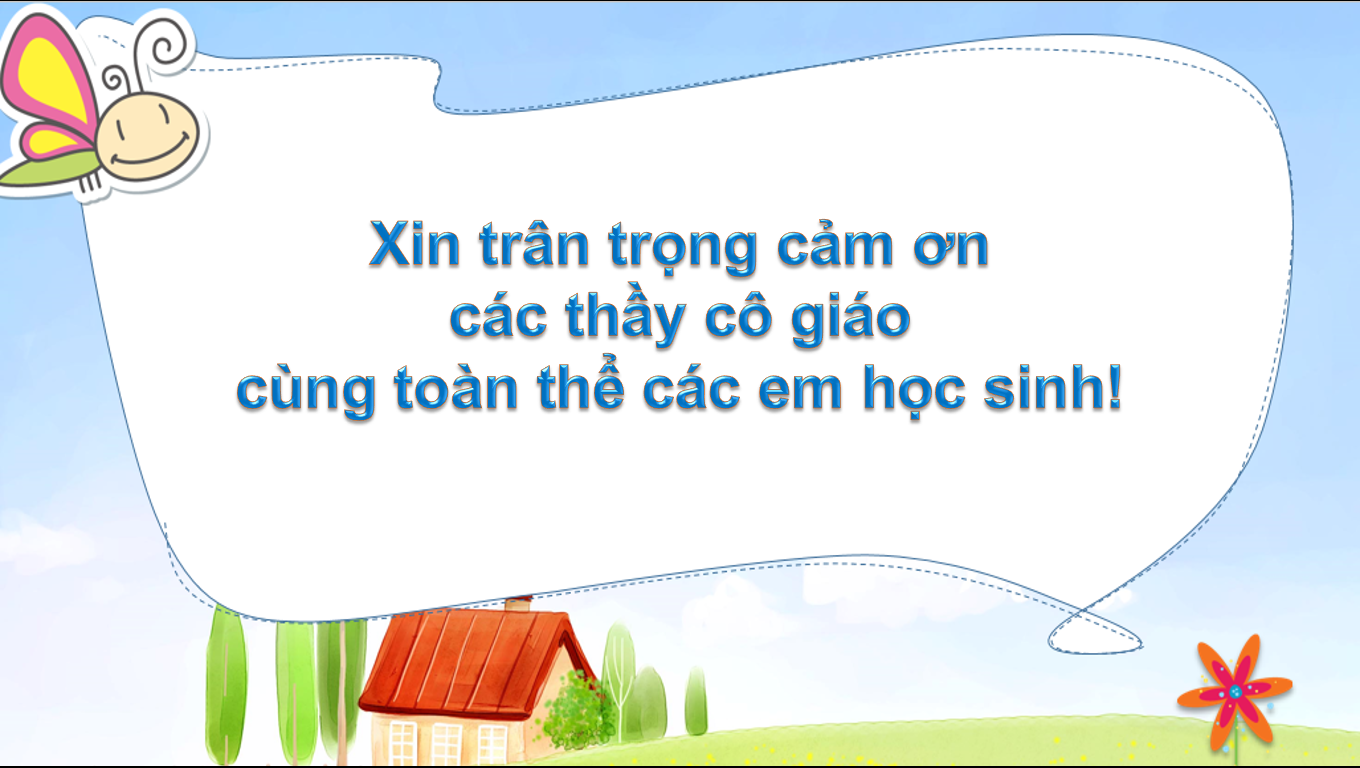 Xin trân trọng cảm ơn
các thầy cô giáo
cùng toàn thể các em học sinh!